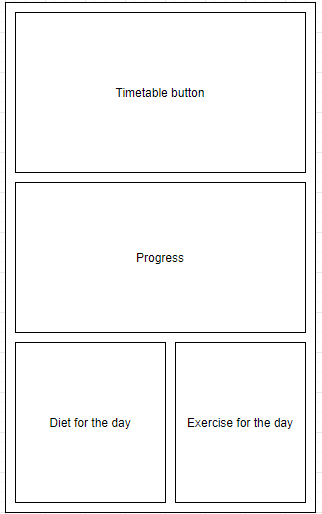 Timetable button
Progress
Diet for the day
Exercise for the day